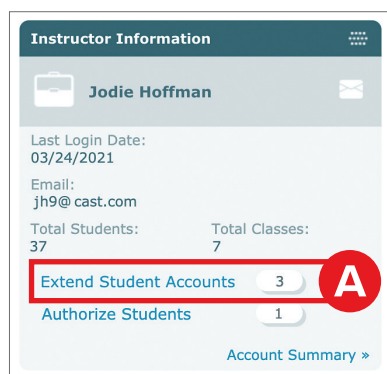 Instructor Information
Jodie Hoffman
Last Login Date:
03/24/2021
Email:
jh9@cast.com
Total Students: Total Classes:
37 7
Extend Student Accounts 3 A
Authorize Students 1
Account Summary »